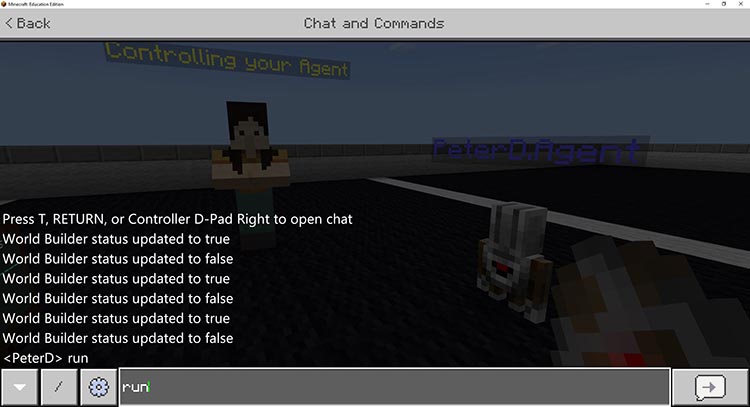 Minecraft: Education Edition
< Back
Chat and Commands
Controlling your Agent
PeterD.Agent
Press T, RETURN, or Controller D-Pad Right to open chat
World Builder status updated to true
World Builder status updated to false
World Builder status updated to true
World Builder status updated to false
World Builder status updated to true
World Builder status updated to false
<PeterD> run
/
run